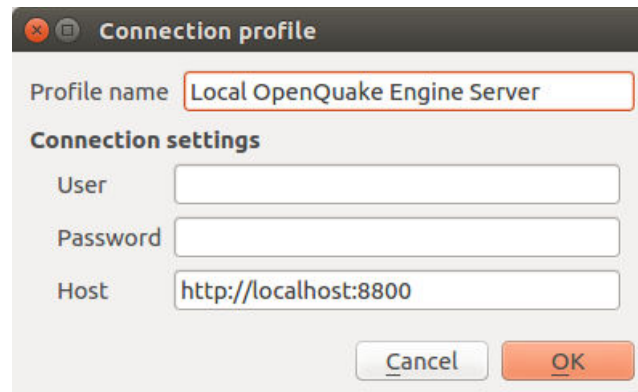 Connection profile
Profile name Local OpenQuake Engine Server
Connection settings
User
Password
Host http://localhost:8800
Cancel OK